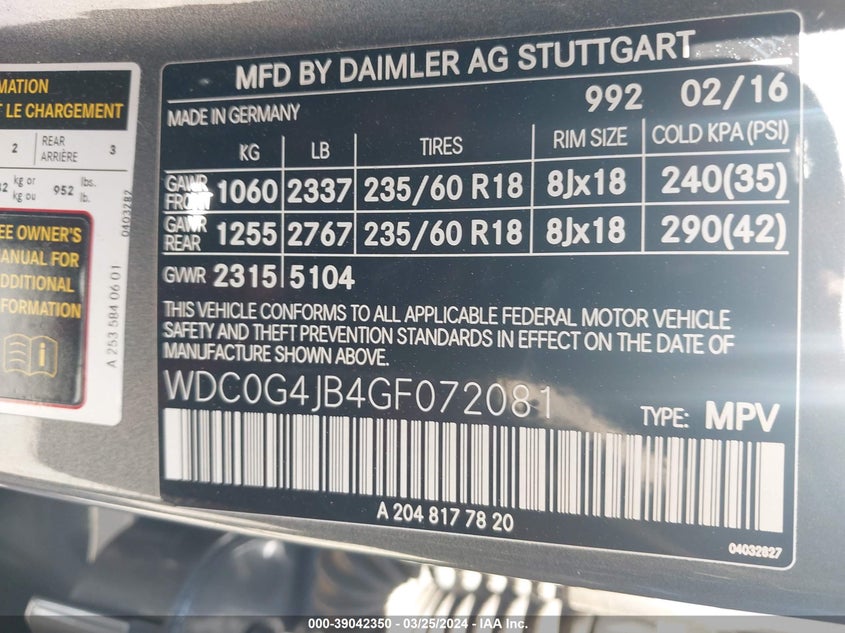 MATION
T LE CHARGEMENT
2 REAR ARRIÈRE 3
kg or kg ou 952 lbs. lb.
EE OWNER'S
ANUAL FOR
DDITIONAL
FORMATION
A 253 584 06 01
0403282
MFD BY DAIMLER AG STUTTGART
MADE IN GERMANY 992 02/16
KG LB TIRES RIM SIZE COLD KPA (PSI)
GAWR FRONT 1060 2337 235/60 R18 8Jx18 240(35)
GAWR REAR 1255 2767 235/60 R18 8Jx18 290(42)
GVWR 2315 5104
THIS VEHICLE CONFORMS TO ALL APPLICABLE FEDERAL MOTOR VEHICLE
SAFETY AND THEFT PREVENTION STANDARDS IN EFFECT ON THE DATE OF
MANUFACTURE SHOWN ABOVE.
WDC0G4JB4GF072081
TYPE: MPV
A 204 817 78 20
04032827
000-39042350 / 03/25/2024 — IAA Inc.